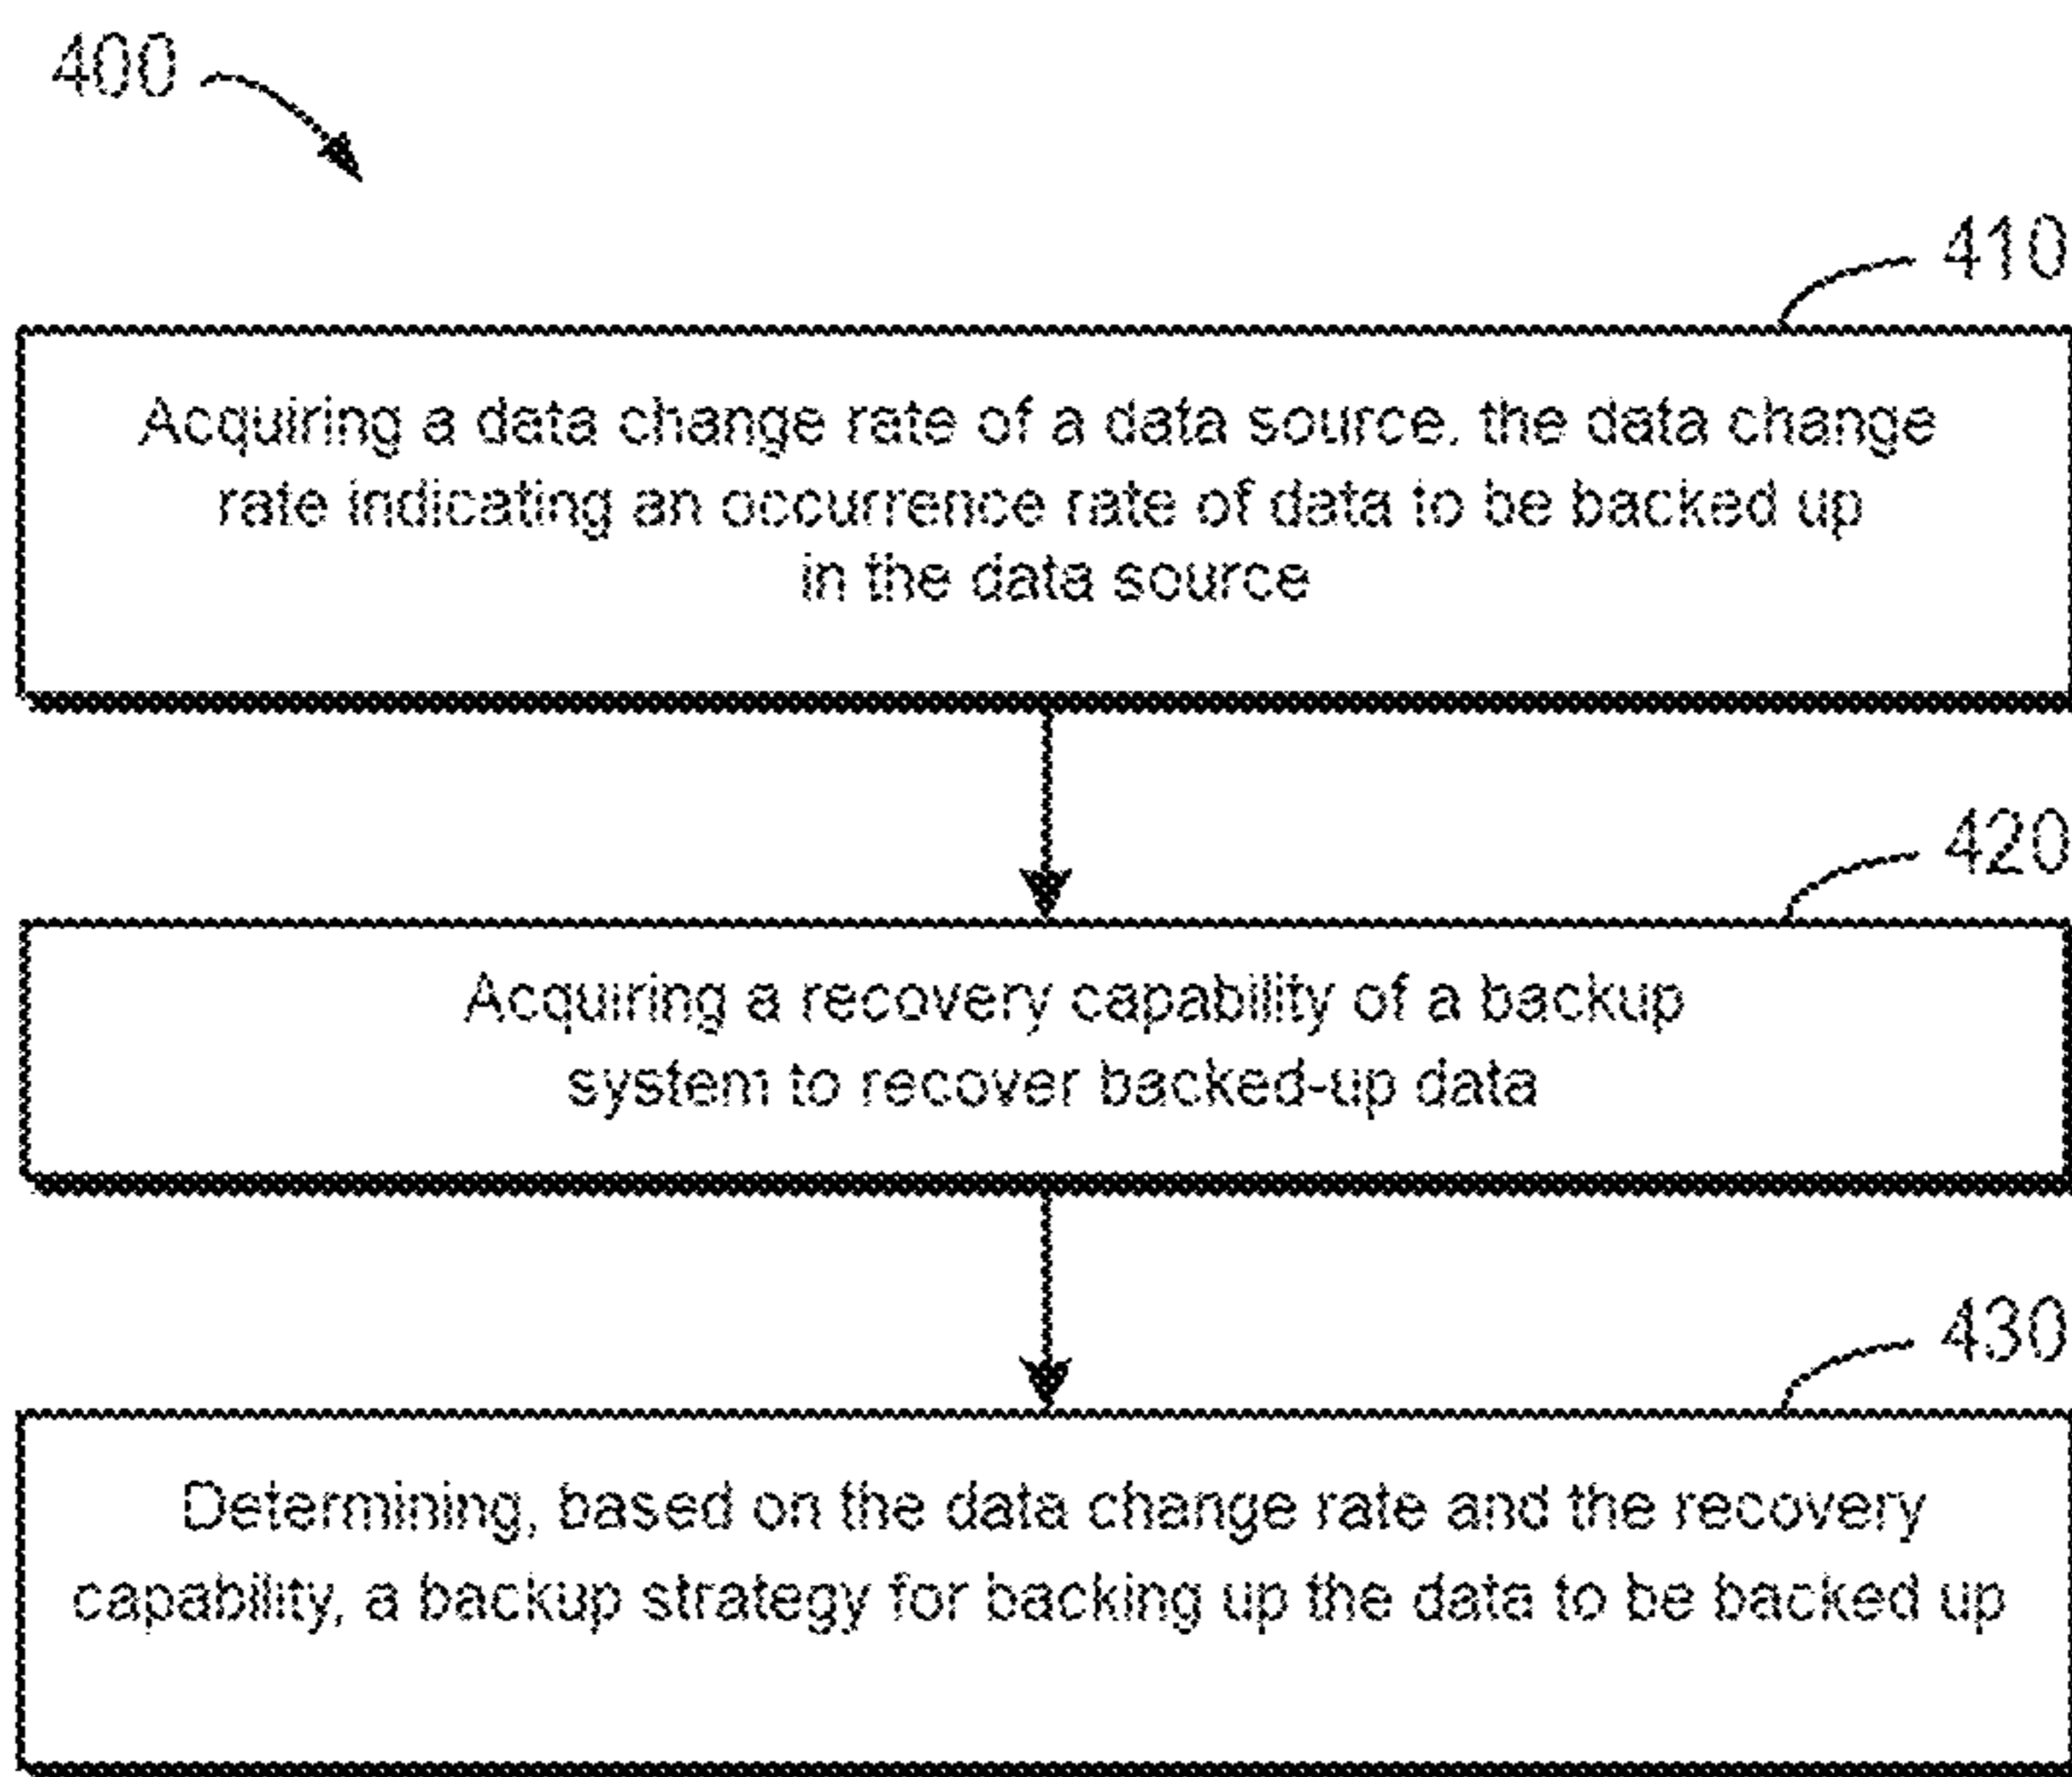 400
410
Acquiring a data change rate of a data source, the data change
rate indicating an occurrence rate of data to be backed up
in the data source
420
Acquiring a recovery capability of a backup
system to recover backed-up data
430
Determining, based on the data change rate and the recovery
capability, a backup strategy for backing up the data to be backed up